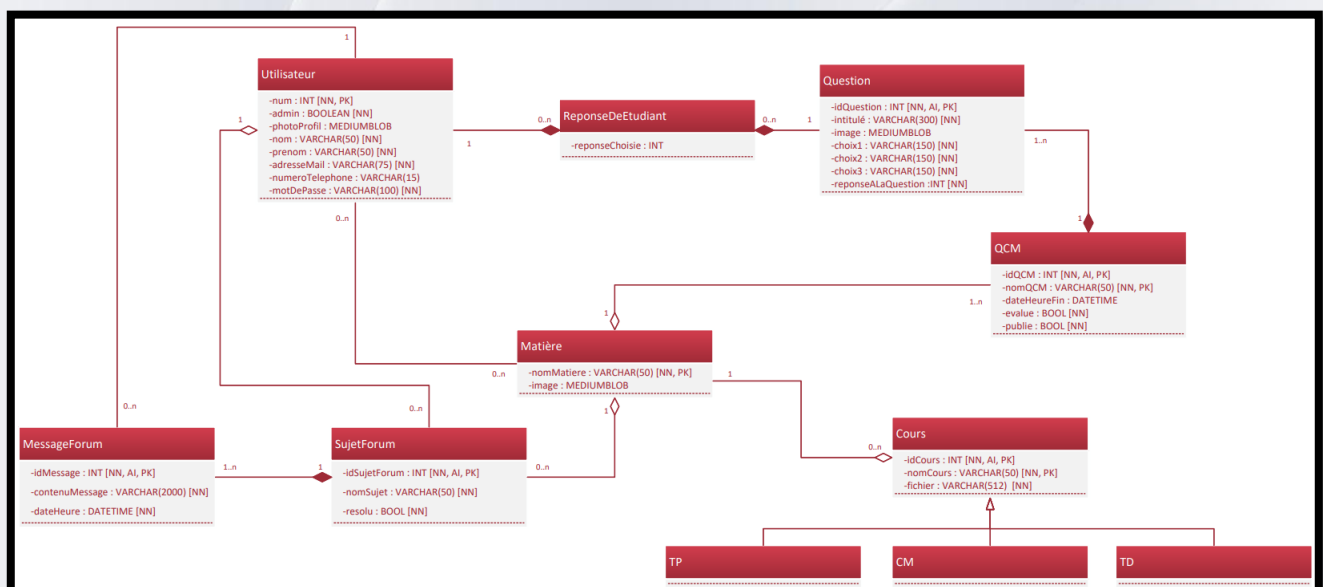 1
Utilisateur
-num : INT [NN, PK]
-admin : BOOLEAN [NN]
-photoProfil : MEDIUMBLOB
-nom : VARCHAR(50) [NN]
-prenom : VARCHAR(50) [NN]
-adresseMail : VARCHAR(75) [NN]
-numeroTelephone : VARCHAR(15)
-motDePasse : VARCHAR(100) [NN]
1
1
0..n
0..n
ReponseDeEtudiant
-reponseChoisie : INT
0..n
1
Question
-idQuestion : INT [NN, AI, PK]
-intitulé : VARCHAR(300) [NN]
-image : MEDIUMBLOB
-choix1 : VARCHAR(150) [NN]
-choix2 : VARCHAR(150) [NN]
-choix3 : VARCHAR(150) [NN]
-reponseALaQuestion :INT [NN]
1..n
1
QCM
-idQCM : INT [NN, AI, PK]
-nomQCM : VARCHAR(50) [NN, PK]
-dateHeureFin : DATETIME
-evalue : BOOL [NN]
-publie : BOOL [NN]
1..n
1
Matière
-nomMatiere : VARCHAR(50) [NN, PK]
-image : MEDIUMBLOB
0..n
1
1
0..n
0..n
MessageForum
-idMessage : INT [NN, AI, PK]
-contenuMessage : VARCHAR(2000) [NN]
-dateHeure : DATETIME [NN]
1..n
1
SujetForum
-idSujetForum : INT [NN, AI, PK]
-nomSujet : VARCHAR(50) [NN]
-resolu : BOOL [NN]
0..n
0..n
Cours
-idCours : INT [NN, AI, PK]
-nomCours : VARCHAR(50) [NN, PK]
-fichier : VARCHAR(512) [NN]
TP
CM
TD